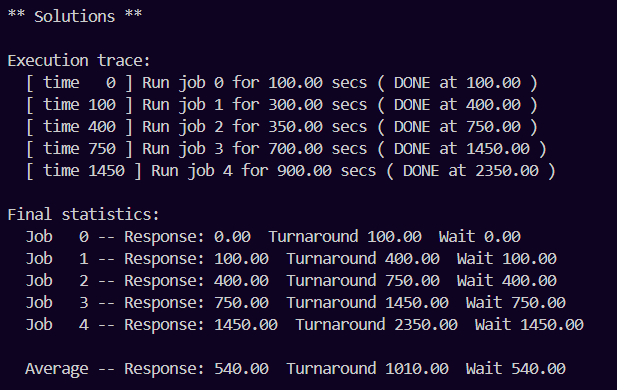 ** Solutions **
Execution trace:
[ time   0 ] Run job 0 for 100.00 secs ( DONE at 100.00 )
[ time 100 ] Run job 1 for 300.00 secs ( DONE at 400.00 )
[ time 400 ] Run job 2 for 350.00 secs ( DONE at 750.00 )
[ time 750 ] Run job 3 for 700.00 secs ( DONE at 1450.00 )
[ time 1450 ] Run job 4 for 900.00 secs ( DONE at 2350.00 )
Final statistics:
Job   0 -- Response: 0.00  Turnaround 100.00  Wait 0.00
Job   1 -- Response: 100.00  Turnaround 400.00  Wait 100.00
Job   2 -- Response: 400.00  Turnaround 750.00  Wait 400.00
Job   3 -- Response: 750.00  Turnaround 1450.00  Wait 750.00
Job   4 -- Response: 1450.00  Turnaround 2350.00  Wait 1450.00
Average -- Response: 540.00  Turnaround 1010.00  Wait 540.00